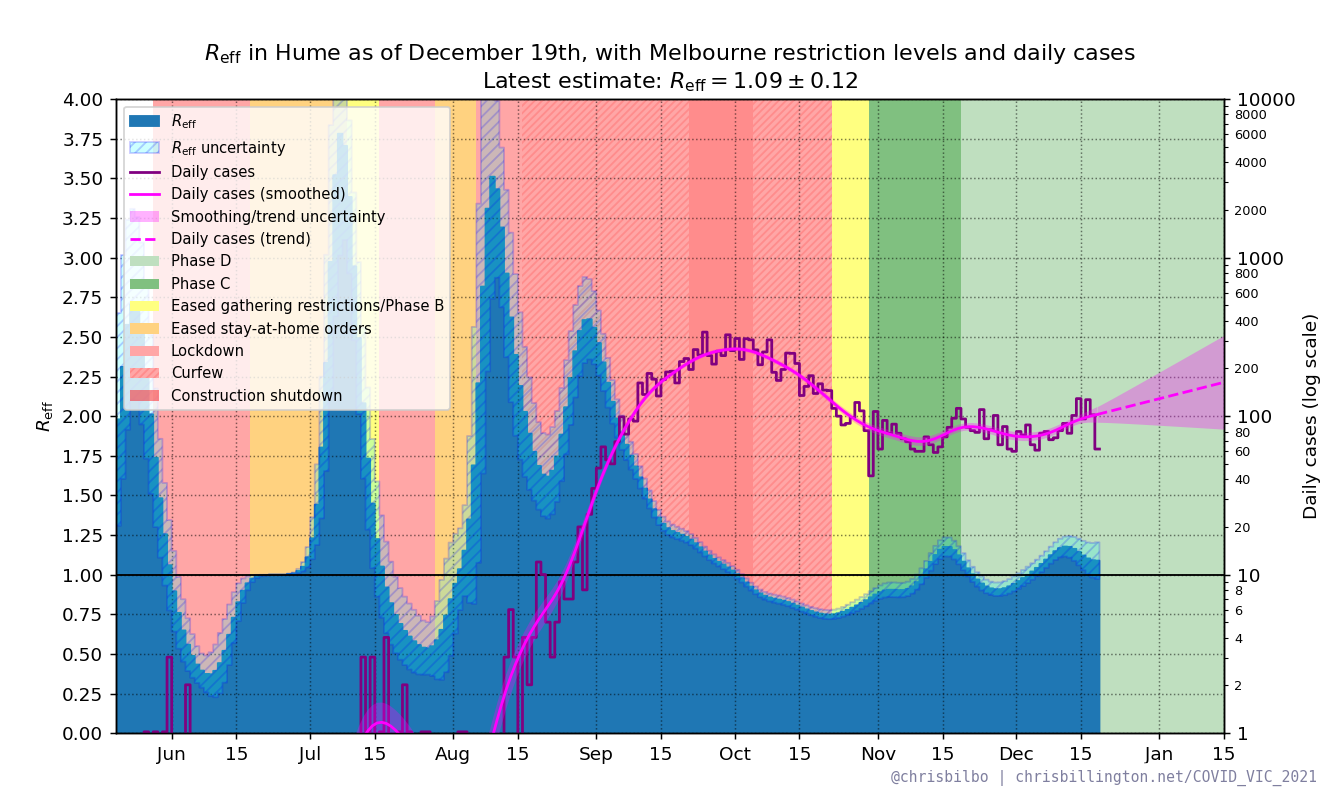 Reff in Hume as of December 19th, with Melbourne restriction levels and daily cases
Latest estimate: Reff = 1.09 ± 0.12
Reff
4.00
3.75
3.50
3.25
3.00
2.75
2.50
2.25
2.00
1.75
1.50
1.25
1.00
0.75
0.50
0.25
0.00
Reff
Reff uncertainty
Daily cases
Daily cases (smoothed)
Smoothing/trend uncertainty
Daily cases (trend)
Phase D
Phase C
Eased gathering restrictions/Phase B
Eased stay-at-home orders
Lockdown
Curfew
Construction shutdown
10000
8000
6000
4000
2000
1000
800
600
400
200
100
80
60
40
20
10
8
6
4
2
1
Daily cases (log scale)
Jun 15 Jul 15 Aug 15 Sep 15 Oct 15 Nov 15 Dec 15 Jan 15
@chrisbilbo | chrisbillington.net/COVID_VIC_2021